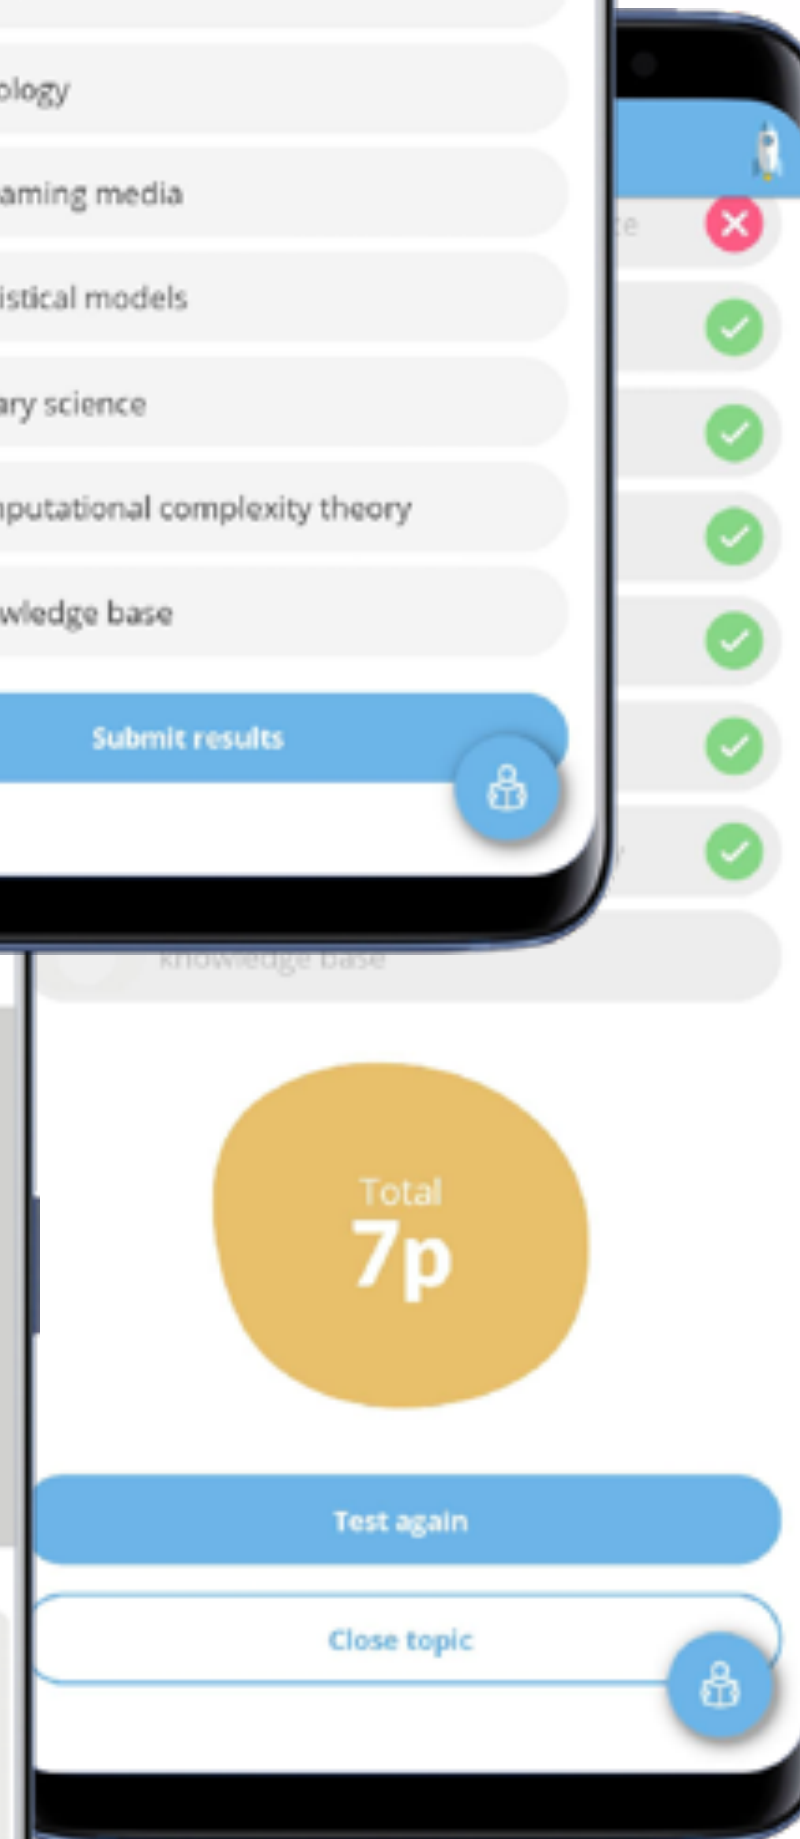 ology
aming media
istical models
ary science
nputational complexity theory
wledge base
Submit results
te
y
knowledge base
Total
7p
Test again
Close topic